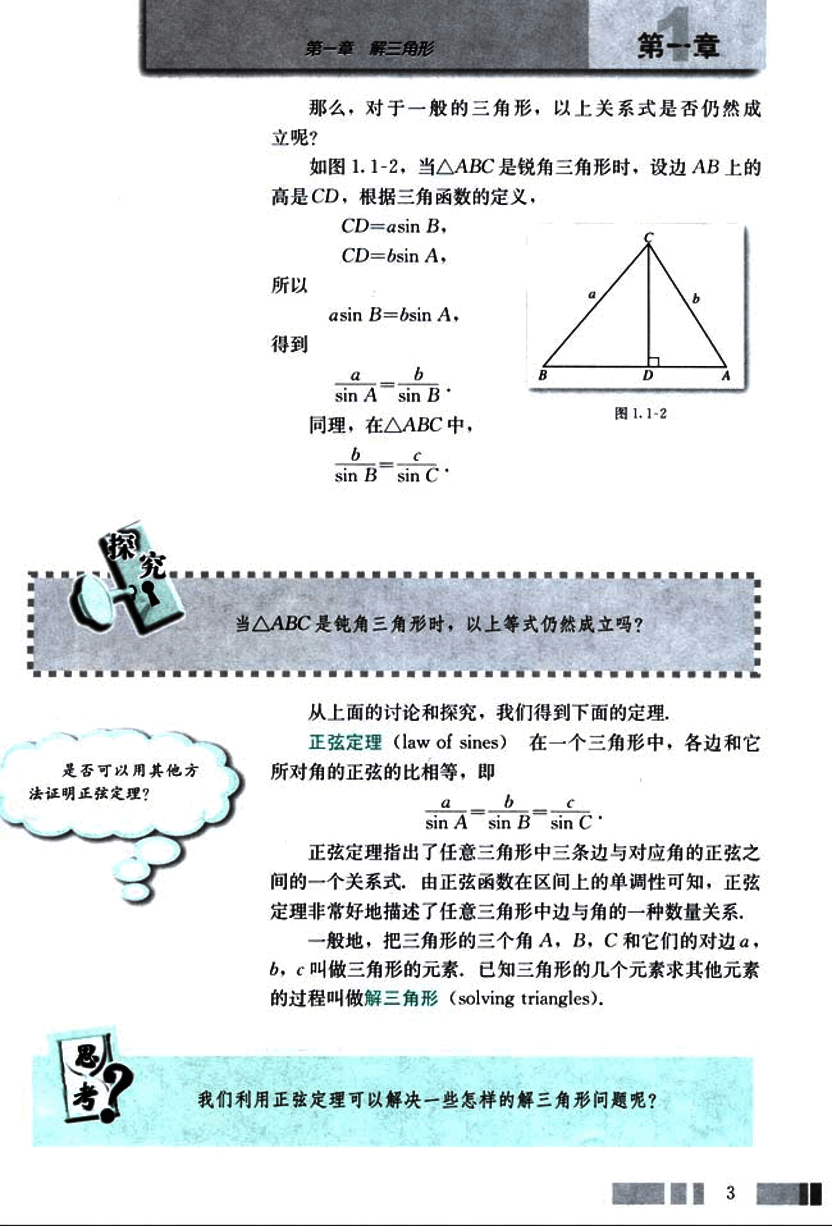 第一章 解三角形
第一章
那么，对于一般的三角形，以上关系式是否仍然成
立呢？
如图 1.1-2，当△ABC 是锐角三角形时，设边 AB 上的
高是CD，根据三角函数的定义，
CD=asin B，
CD=bsin A，
所以
asin B=bsin A，
得到
a/sin A=b/sin B.
同理，在△ABC 中，
b/sin B=c/sin C.
C
a
b
B
D
A
图 1.1-2
探究
当△ABC 是钝角三角形时，以上等式仍然成立吗？
从上面的讨论和探究，我们得到下面的定理.
正弦定理（law of sines） 在一个三角形中，各边和它
所对角的正弦的比相等，即
a/sin A=b/sin B=c/sin C.
是否可以用其他方
法证明正弦定理？
正弦定理指出了任意三角形中三条边与对应角的正弦之
间的一个关系式. 由正弦函数在区间上的单调性可知，正弦
定理非常好地描述了任意三角形中边与角的一种数量关系.
一般地，把三角形的三个角 A，B，C 和它们的对边 a，
b，c 叫做三角形的元素. 已知三角形的几个元素求其他元素
的过程叫做解三角形（solving triangles）.
思考？
我们利用正弦定理可以解决一些怎样的解三角形问题呢？
3